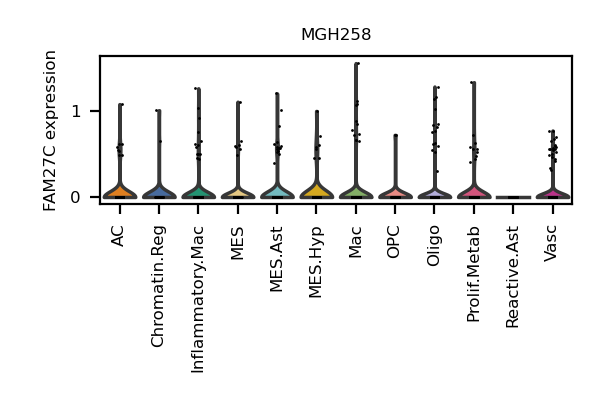 MGH258
FAM27C expression
1
0
AC
Chromatin.Reg
Inflammatory.Mac
MES
MES.Ast
MES.Hyp
Mac
OPC
Oligo
Prolif.Metab
Reactive.Ast
Vasc